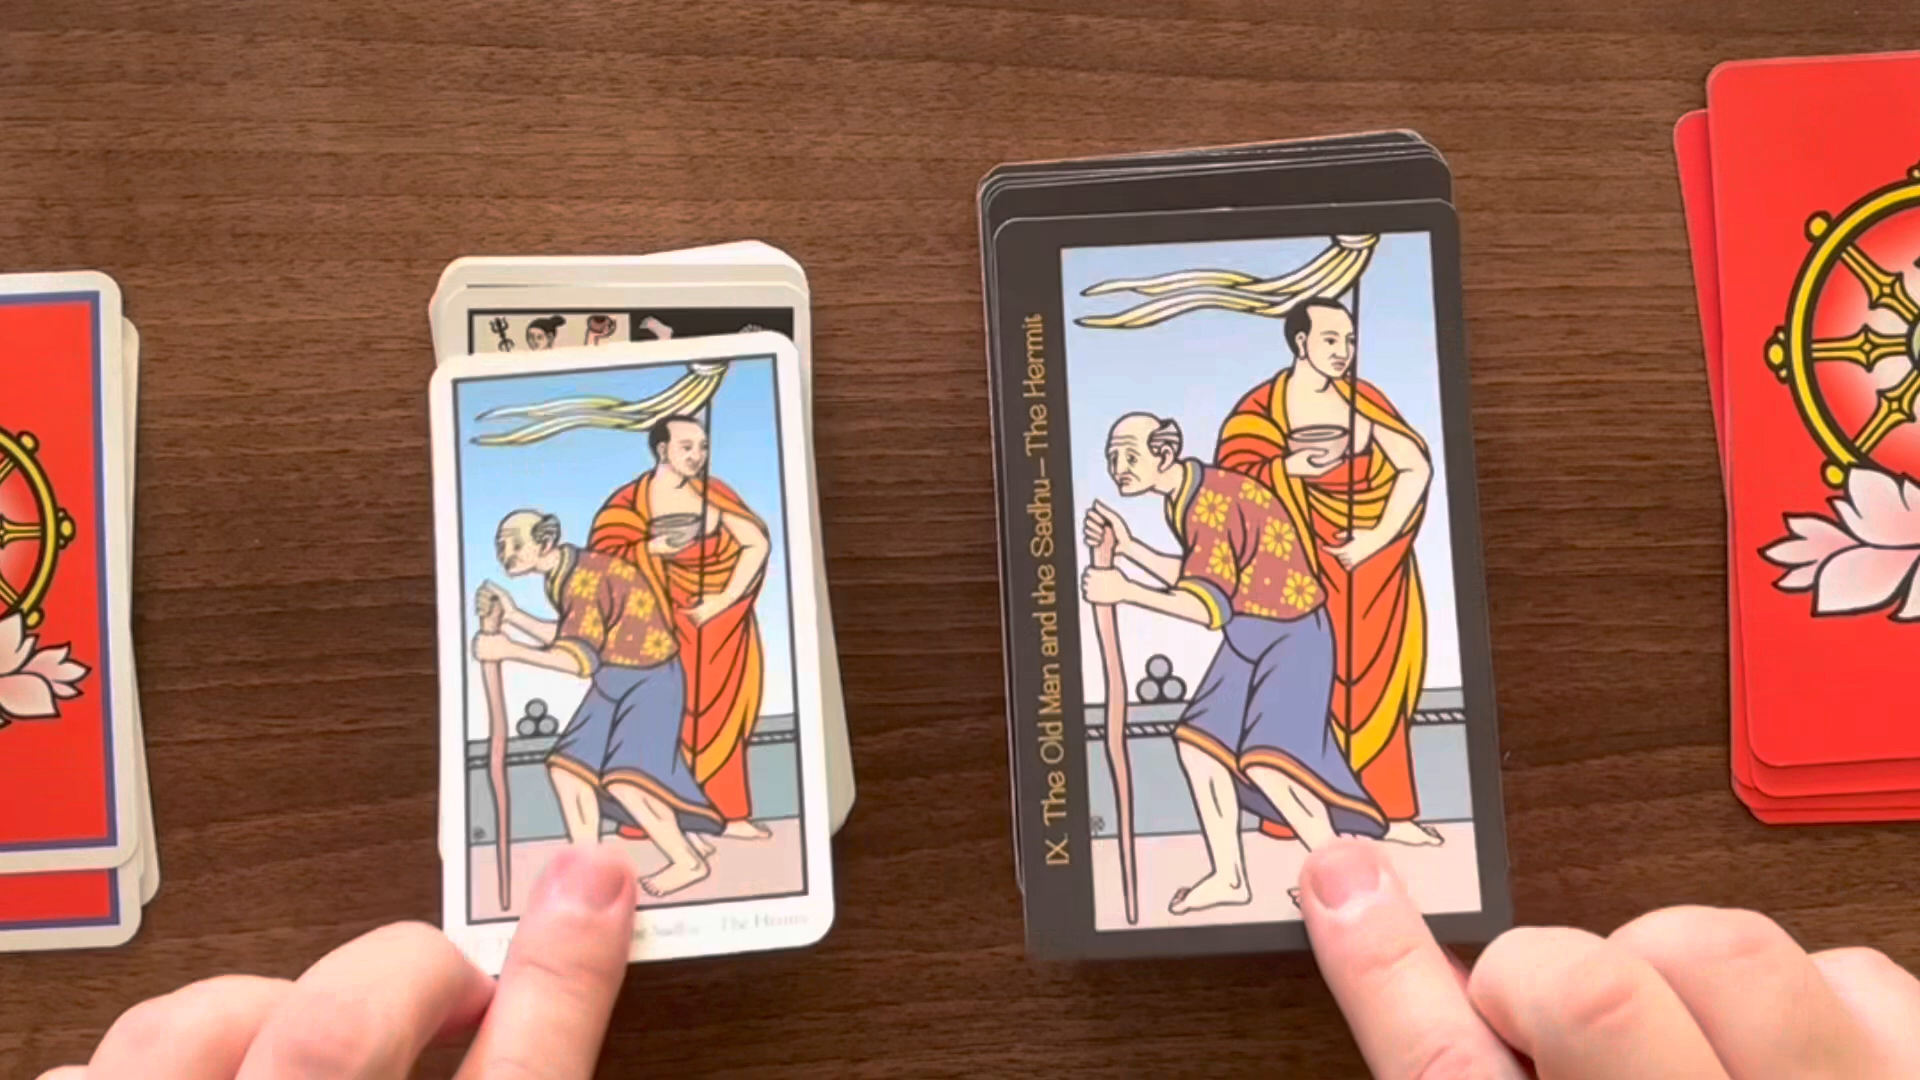 The Hermit
IX. The Old Man and the Sadhu—The Hermit